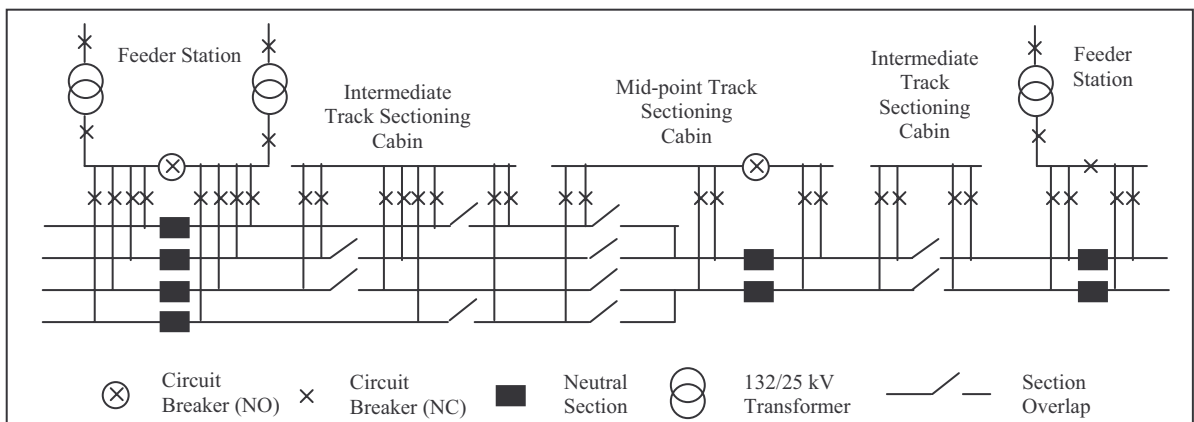 Feeder Station
Intermediate
Track Sectioning
Cabin
Mid-point Track
Sectioning
Cabin
Intermediate
Track
Sectioning
Cabin
Feeder
Station
Circuit
Breaker (NO)
Circuit
Breaker (NC)
Neutral
Section
132/25 kV
Transformer
Section
Overlap